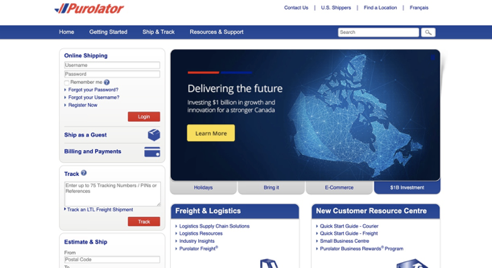 Purolator
Contact Us | U.S. Shippers | Find a Location | Français
Home Getting Started Ship & Track Resources & Support
Search
Online Shipping
Username
Password
Remember me
Forgot your Password?
Forgot your Username?
Register Now
Login
Ship as a Guest
Billing and Payments
Track
Enter up to 75 Tracking Numbers / PINs or
References
Track an LTL Freight Shipment
Track
Estimate & Ship
From
Postal Code
To
Delivering the future
Investing $1 billion in growth and
innovation for a stronger Canada
Learn More
Holidays Bring it E-Commerce $1B Investment
Freight & Logistics
Logistics Supply Chain Solutions
Logistics Resources
Industry Insights
Purolator Freight®
New Customer Resource Centre
Quick Start Guide - Courier
Quick Start Guide - Freight
Small Business Centre
Purolator Business Rewards® Program